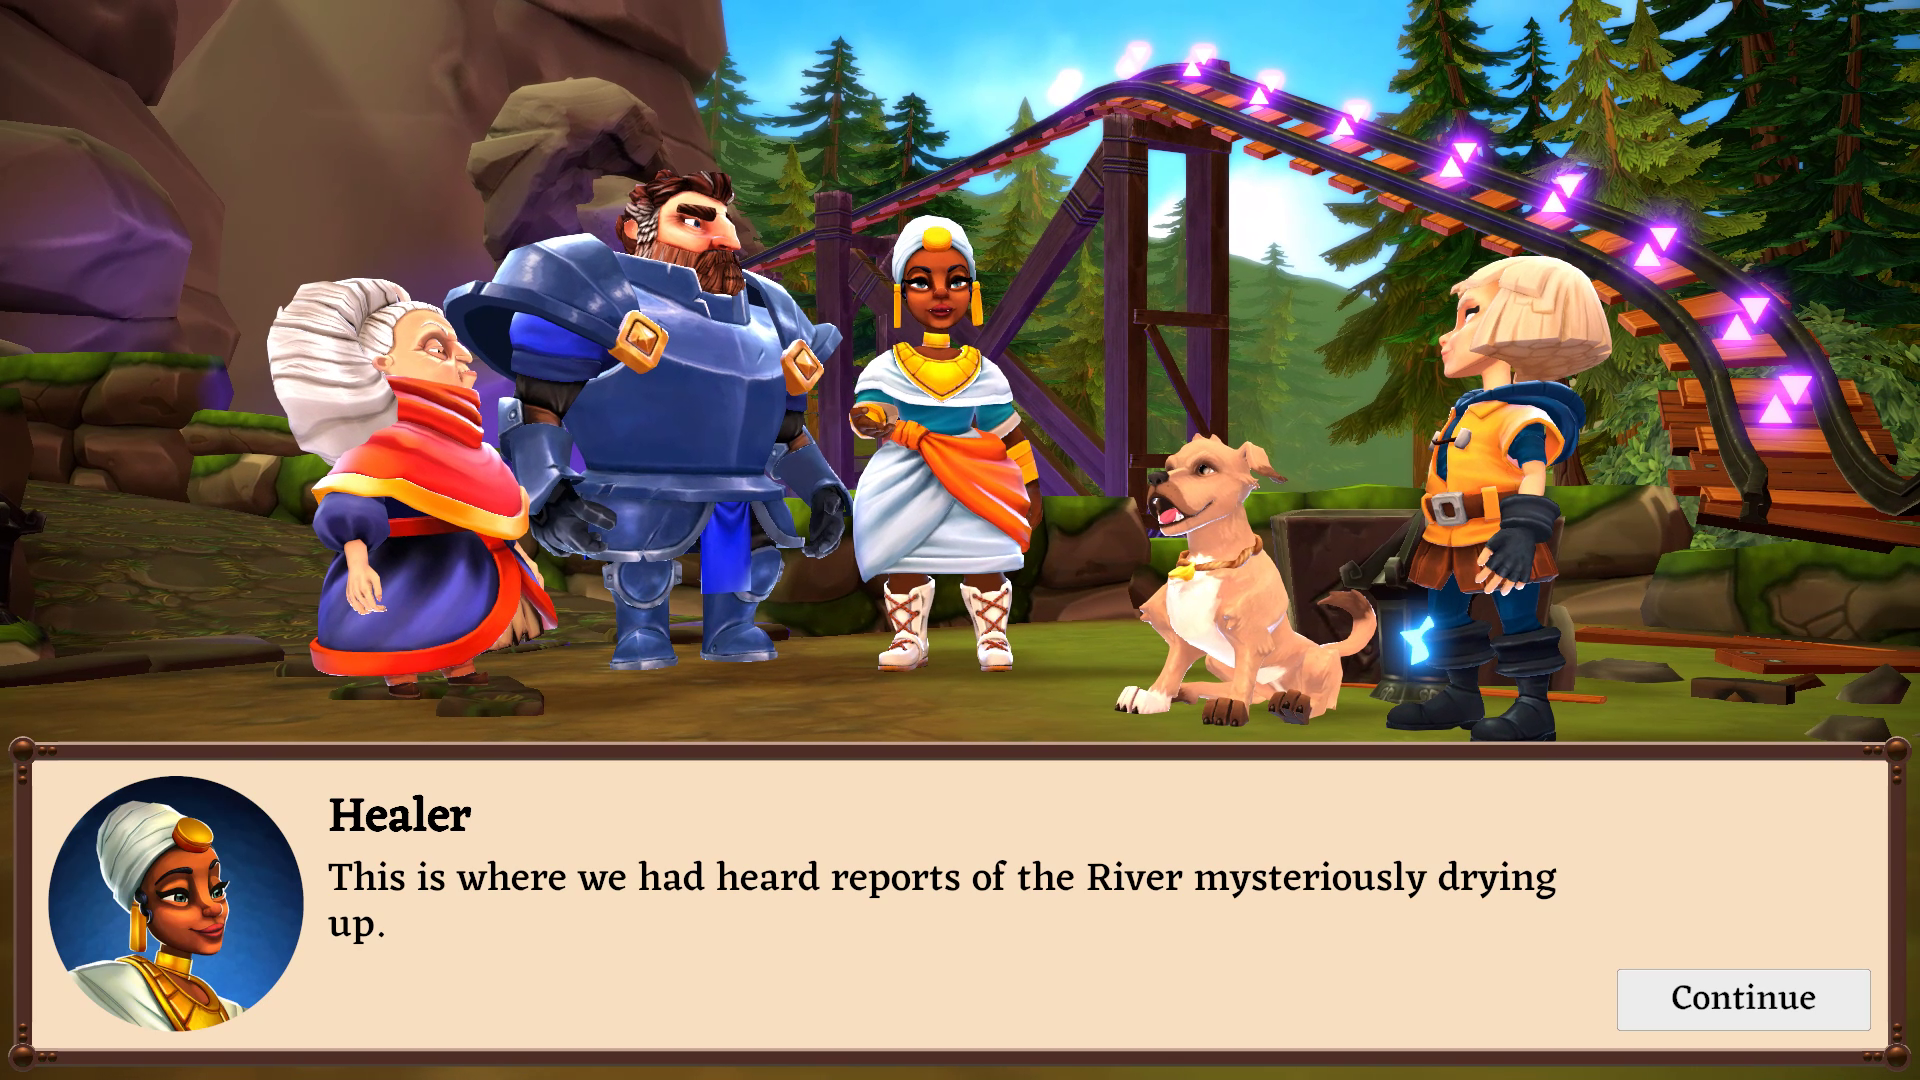 Healer
This is where we had heard reports of the River mysteriously drying
up.
Continue